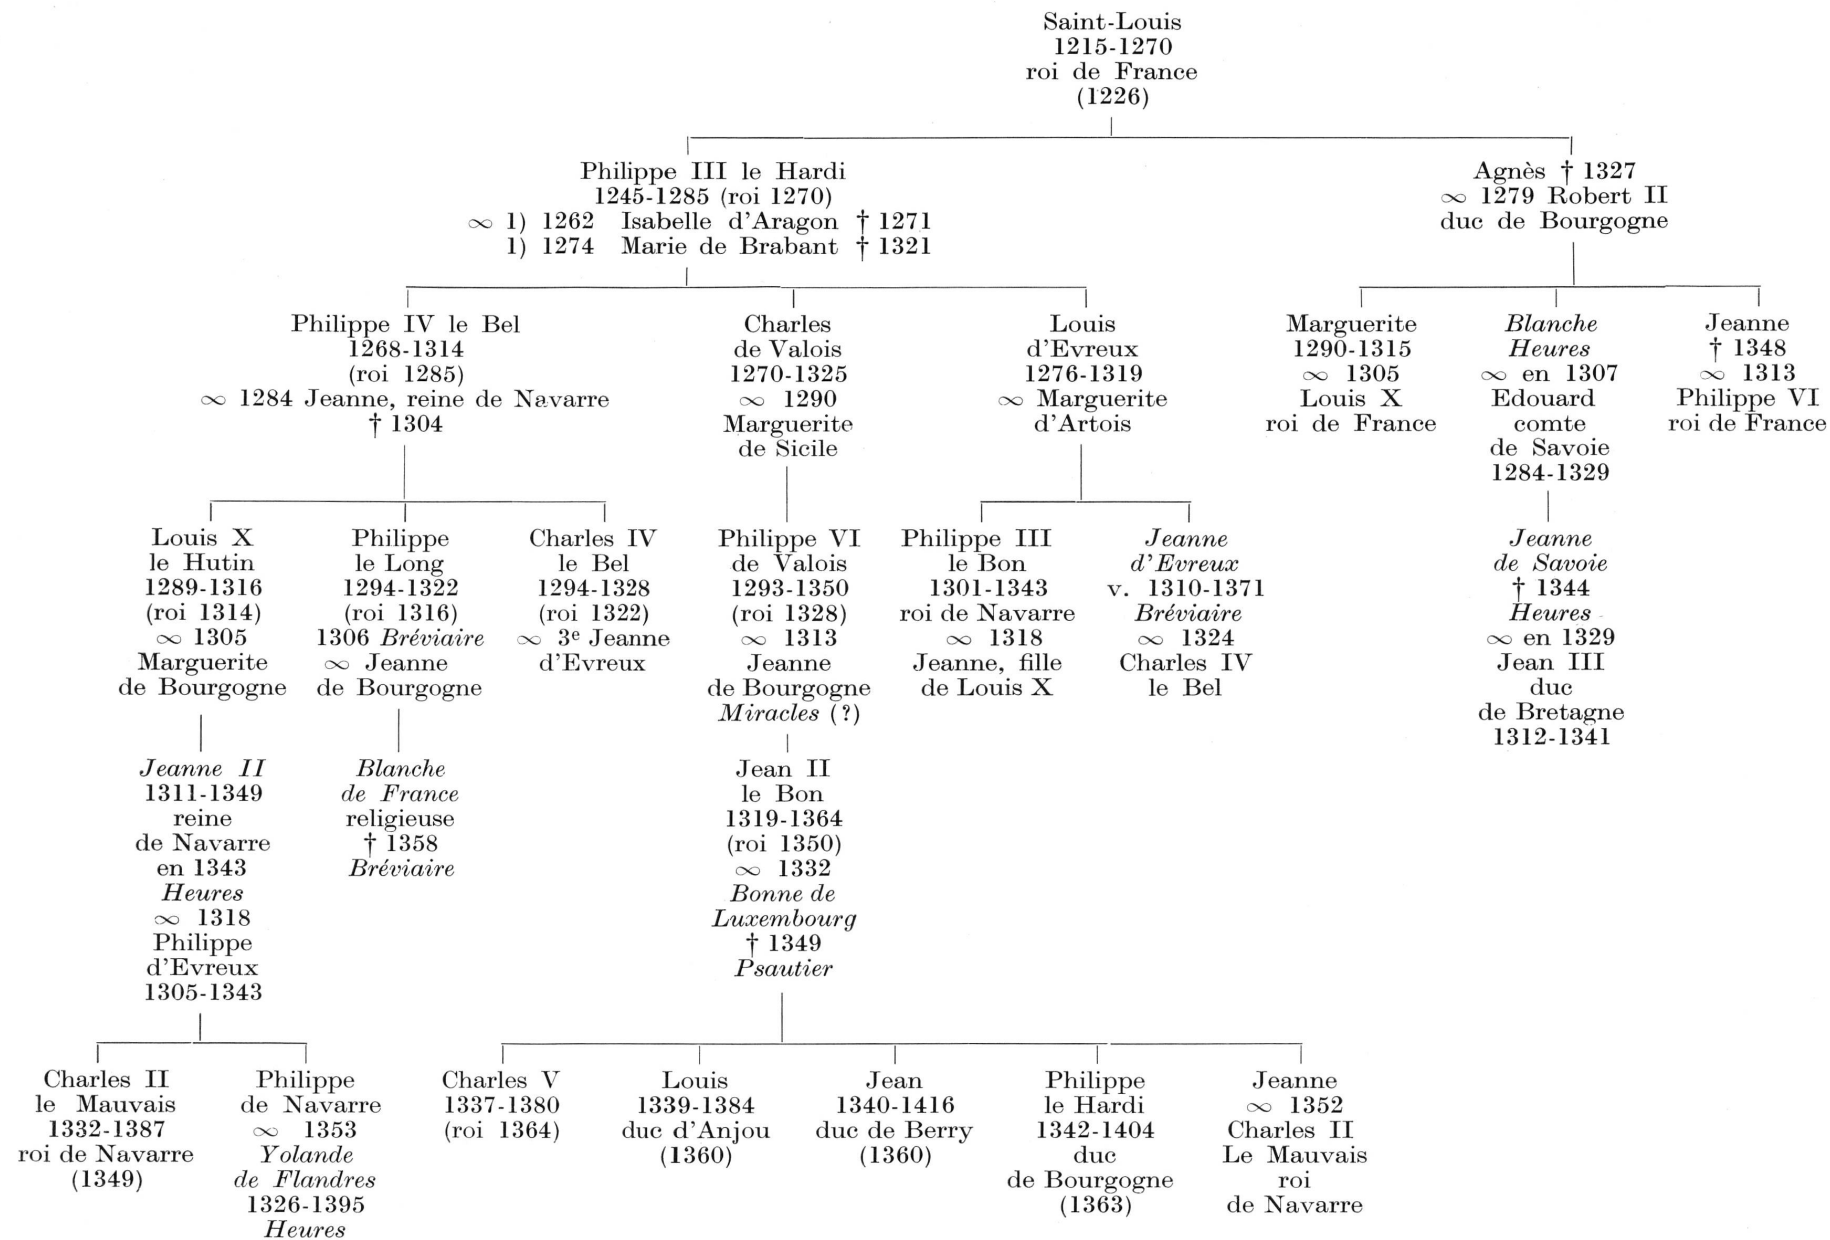 Saint-Louis
1215-1270
roi de France
(1226)
Philippe III le Hardi
1245-1285 (roi 1270)
∞ 1) 1262 Isabelle d'Aragon † 1271
1) 1274 Marie de Brabant † 1321
Agnès † 1327
∞ 1279 Robert II
duc de Bourgogne
Philippe IV le Bel
1268-1314
(roi 1285)
∞ 1284 Jeanne, reine de Navarre
† 1304
Charles
de Valois
1270-1325
∞ 1290
Marguerite
de Sicile
Louis
d'Evreux
1276-1319
∞ Marguerite
d'Artois
Marguerite
1290-1315
∞ 1305
Louis X
roi de France
Blanche
Heures
∞ en 1307
Edouard
comte
de Savoie
1284-1329
Jeanne
† 1348
∞ 1313
Philippe VI
roi de France
Louis X
le Hutin
1289-1316
(roi 1314)
∞ 1305
Marguerite
de Bourgogne
Philippe
le Long
1294-1322
(roi 1316)
1306 Bréviaire
∞ Jeanne
de Bourgogne
Charles IV
le Bel
1294-1328
(roi 1322)
∞ 3e Jeanne
d'Evreux
Philippe VI
de Valois
1293-1350
(roi 1328)
∞ 1313
Jeanne
de Bourgogne
Miracles (?)
Philippe III
le Bon
1301-1343
roi de Navarre
∞ 1318
Jeanne, fille
de Louis X
Jeanne
d'Evreux
v. 1310-1371
Bréviaire
∞ 1324
Charles IV
le Bel
Jeanne
de Savoie
† 1344
Heures
∞ en 1329
Jean III
duc
de Bretagne
1312-1341
Jeanne II
1311-1349
reine
de Navarre
en 1343
Heures
∞ 1318
Philippe
d'Evreux
1305-1343
Blanche
de France
religieuse
† 1358
Bréviaire
Jean II
le Bon
1319-1364
(roi 1350)
∞ 1332
Bonne de
Luxembourg
† 1349
Psautier
Charles II
le Mauvais
1332-1387
roi de Navarre
(1349)
Philippe
de Navarre
∞ 1353
Yolande
de Flandres
1326-1395
Heures
Charles V
1337-1380
(roi 1364)
Louis
1339-1384
duc d'Anjou
(1360)
Jean
1340-1416
duc de Berry
(1360)
Philippe
le Hardi
1342-1404
duc
de Bourgogne
(1363)
Jeanne
∞ 1352
Charles II
Le Mauvais
roi
de Navarre